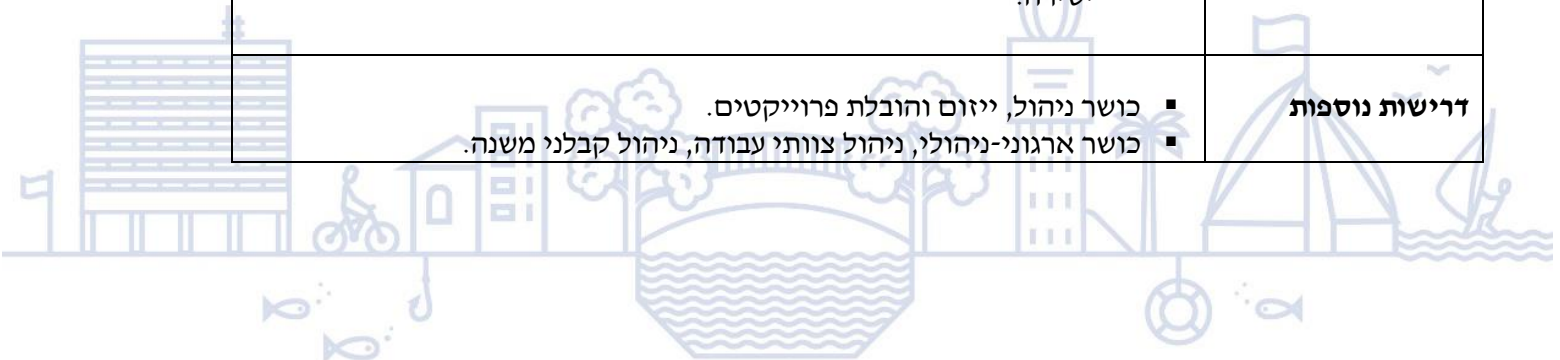 דרישות נוספות
▪ כושר ניהול, ייזום והובלת פרוייקטים.
▪ כושר ארגוני-ניהולי, ניהול צוותי עבודה, ניהול קבלני משנה.